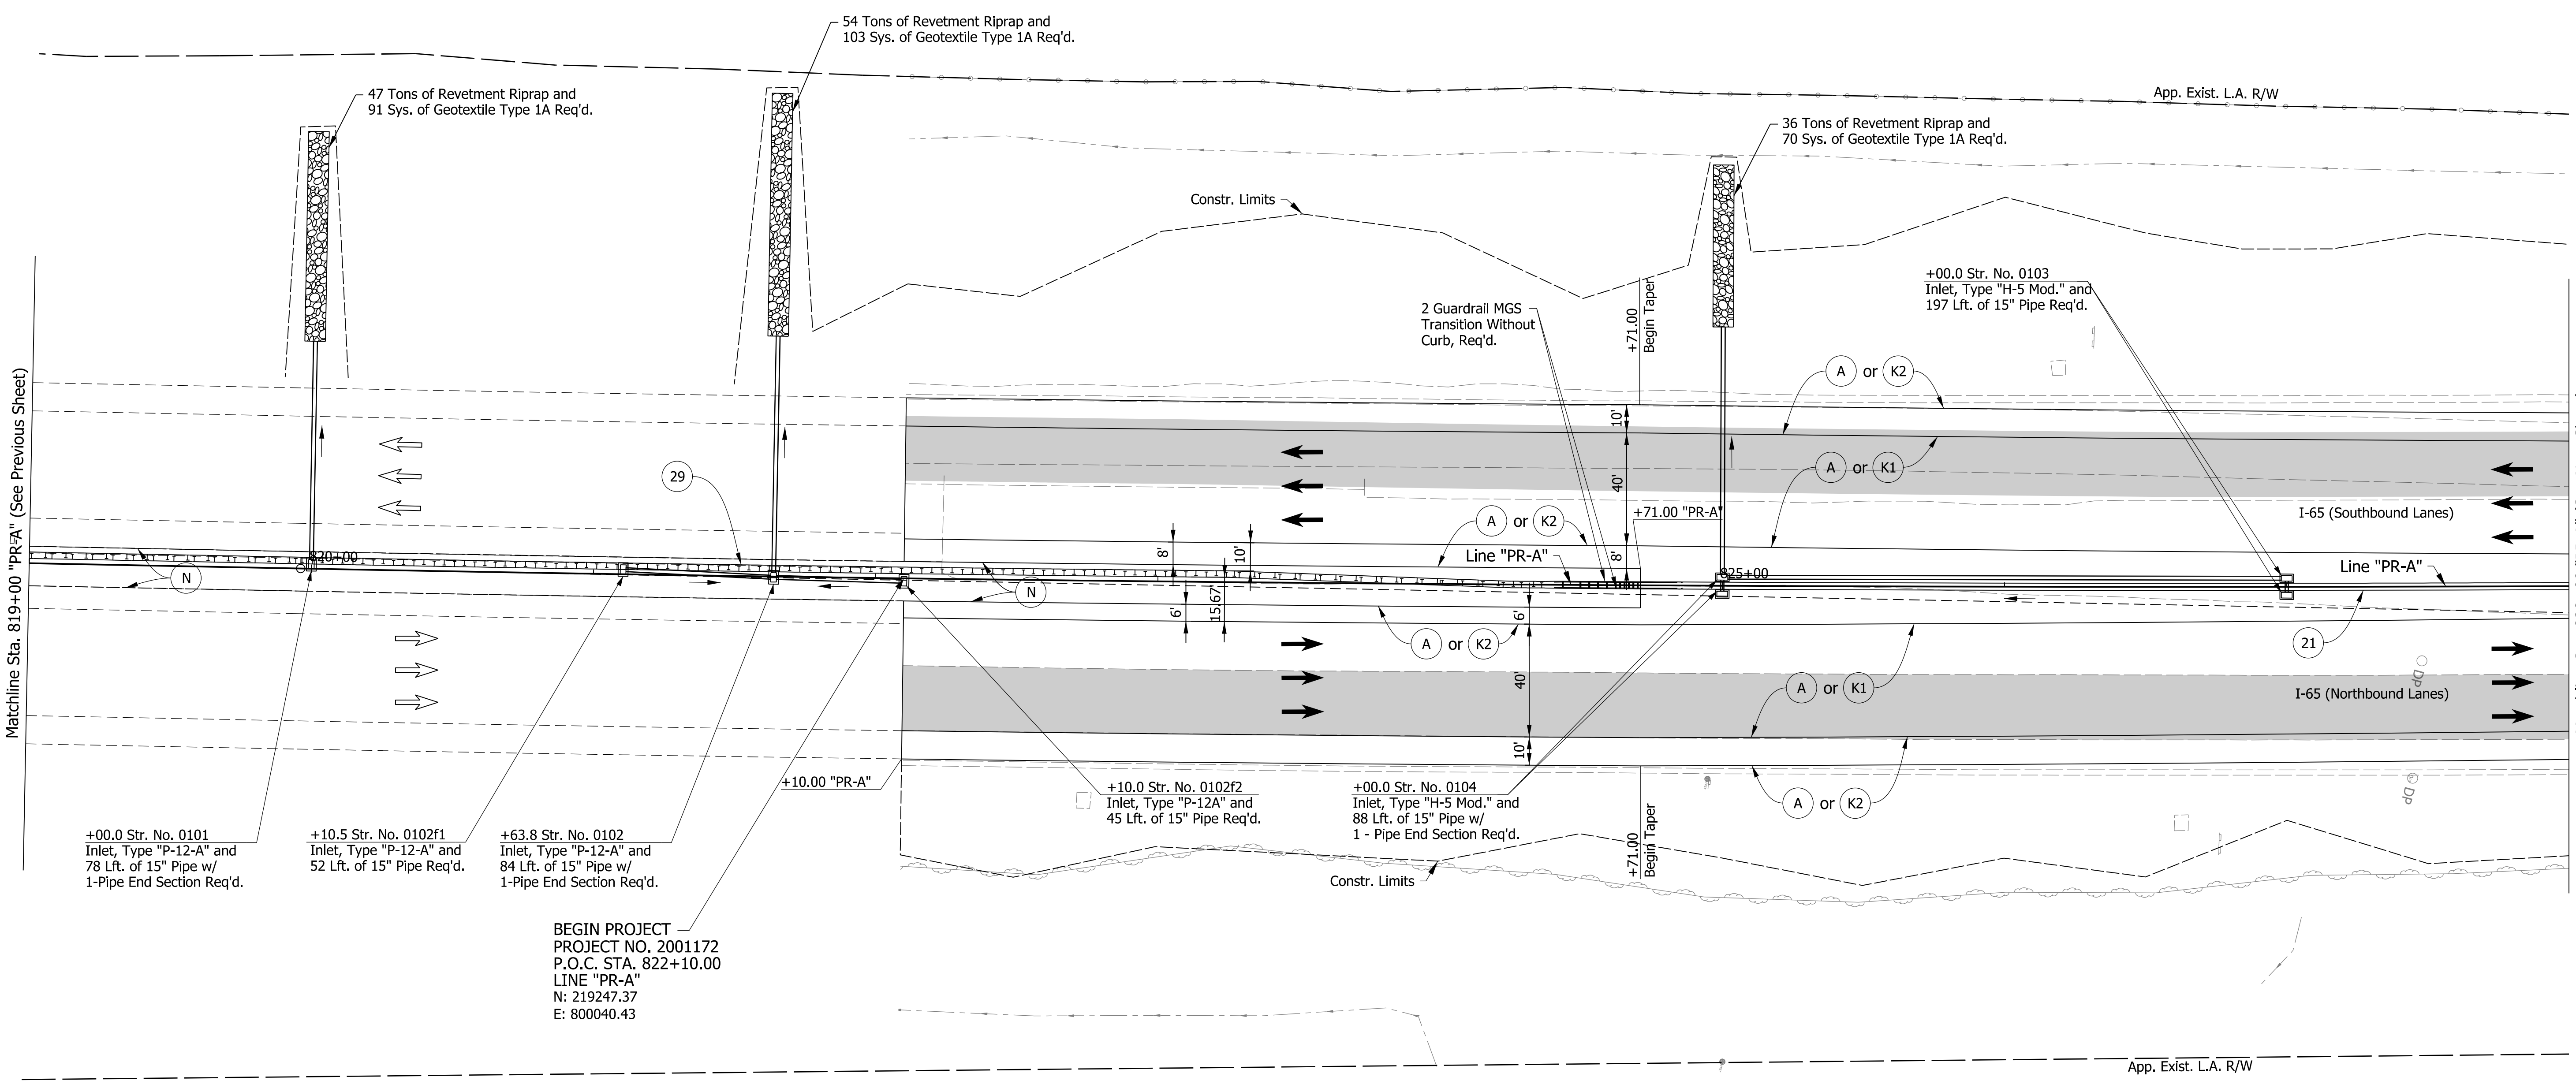 54 Tons of Revetment Riprap and
103 Sys. of Geotextile Type 1A Req'd.
47 Tons of Revetment Riprap and
91 Sys. of Geotextile Type 1A Req'd.
App. Exist. L.A. R/W
36 Tons of Revetment Riprap and
70 Sys. of Geotextile Type 1A Req'd.
Constr. Limits
+00.0 Str. No. 0103
Inlet, Type "H-5 Mod." and
197 Lft. of 15" Pipe Req'd.
2 Guardrail MGS
Transition Without
Curb, Req'd.
+71.00
Begin Taper
A or K2
10'
A or K1
40'
29
I-65 (Southbound Lanes)
+71.00 "PR-A"
A or K2
8'
10'
8'
Line "PR-A"
820+00
825+00
Line "PR-A"
N
N
Matchline Sta. 819+00 "PR-A" (See Previous Sheet)
6'
15.67'
6'
A or K2
21
40'
A or K1
DP
I-65 (Northbound Lanes)
10'
+10.00 "PR-A"
DP
A or K2
+10.0 Str. No. 0102f2
Inlet, Type "P-12A" and
45 Lft. of 15" Pipe Req'd.
+00.0 Str. No. 0104
Inlet, Type "H-5 Mod." and
88 Lft. of 15" Pipe w/
1 - Pipe End Section Req'd.
+71.00
Begin Taper
+00.0 Str. No. 0101
Inlet, Type "P-12-A" and
78 Lft. of 15" Pipe w/
1-Pipe End Section Req'd.
+10.5 Str. No. 0102f1
Inlet, Type "P-12-A" and
52 Lft. of 15" Pipe Req'd.
+63.8 Str. No. 0102
Inlet, Type "P-12-A" and
84 Lft. of 15" Pipe w/
1-Pipe End Section Req'd.
Constr. Limits
BEGIN PROJECT
PROJECT NO. 2001172
P.O.C. STA. 822+10.00
LINE "PR-A"
N: 219247.37
E: 800040.43
App. Exist. L.A. R/W